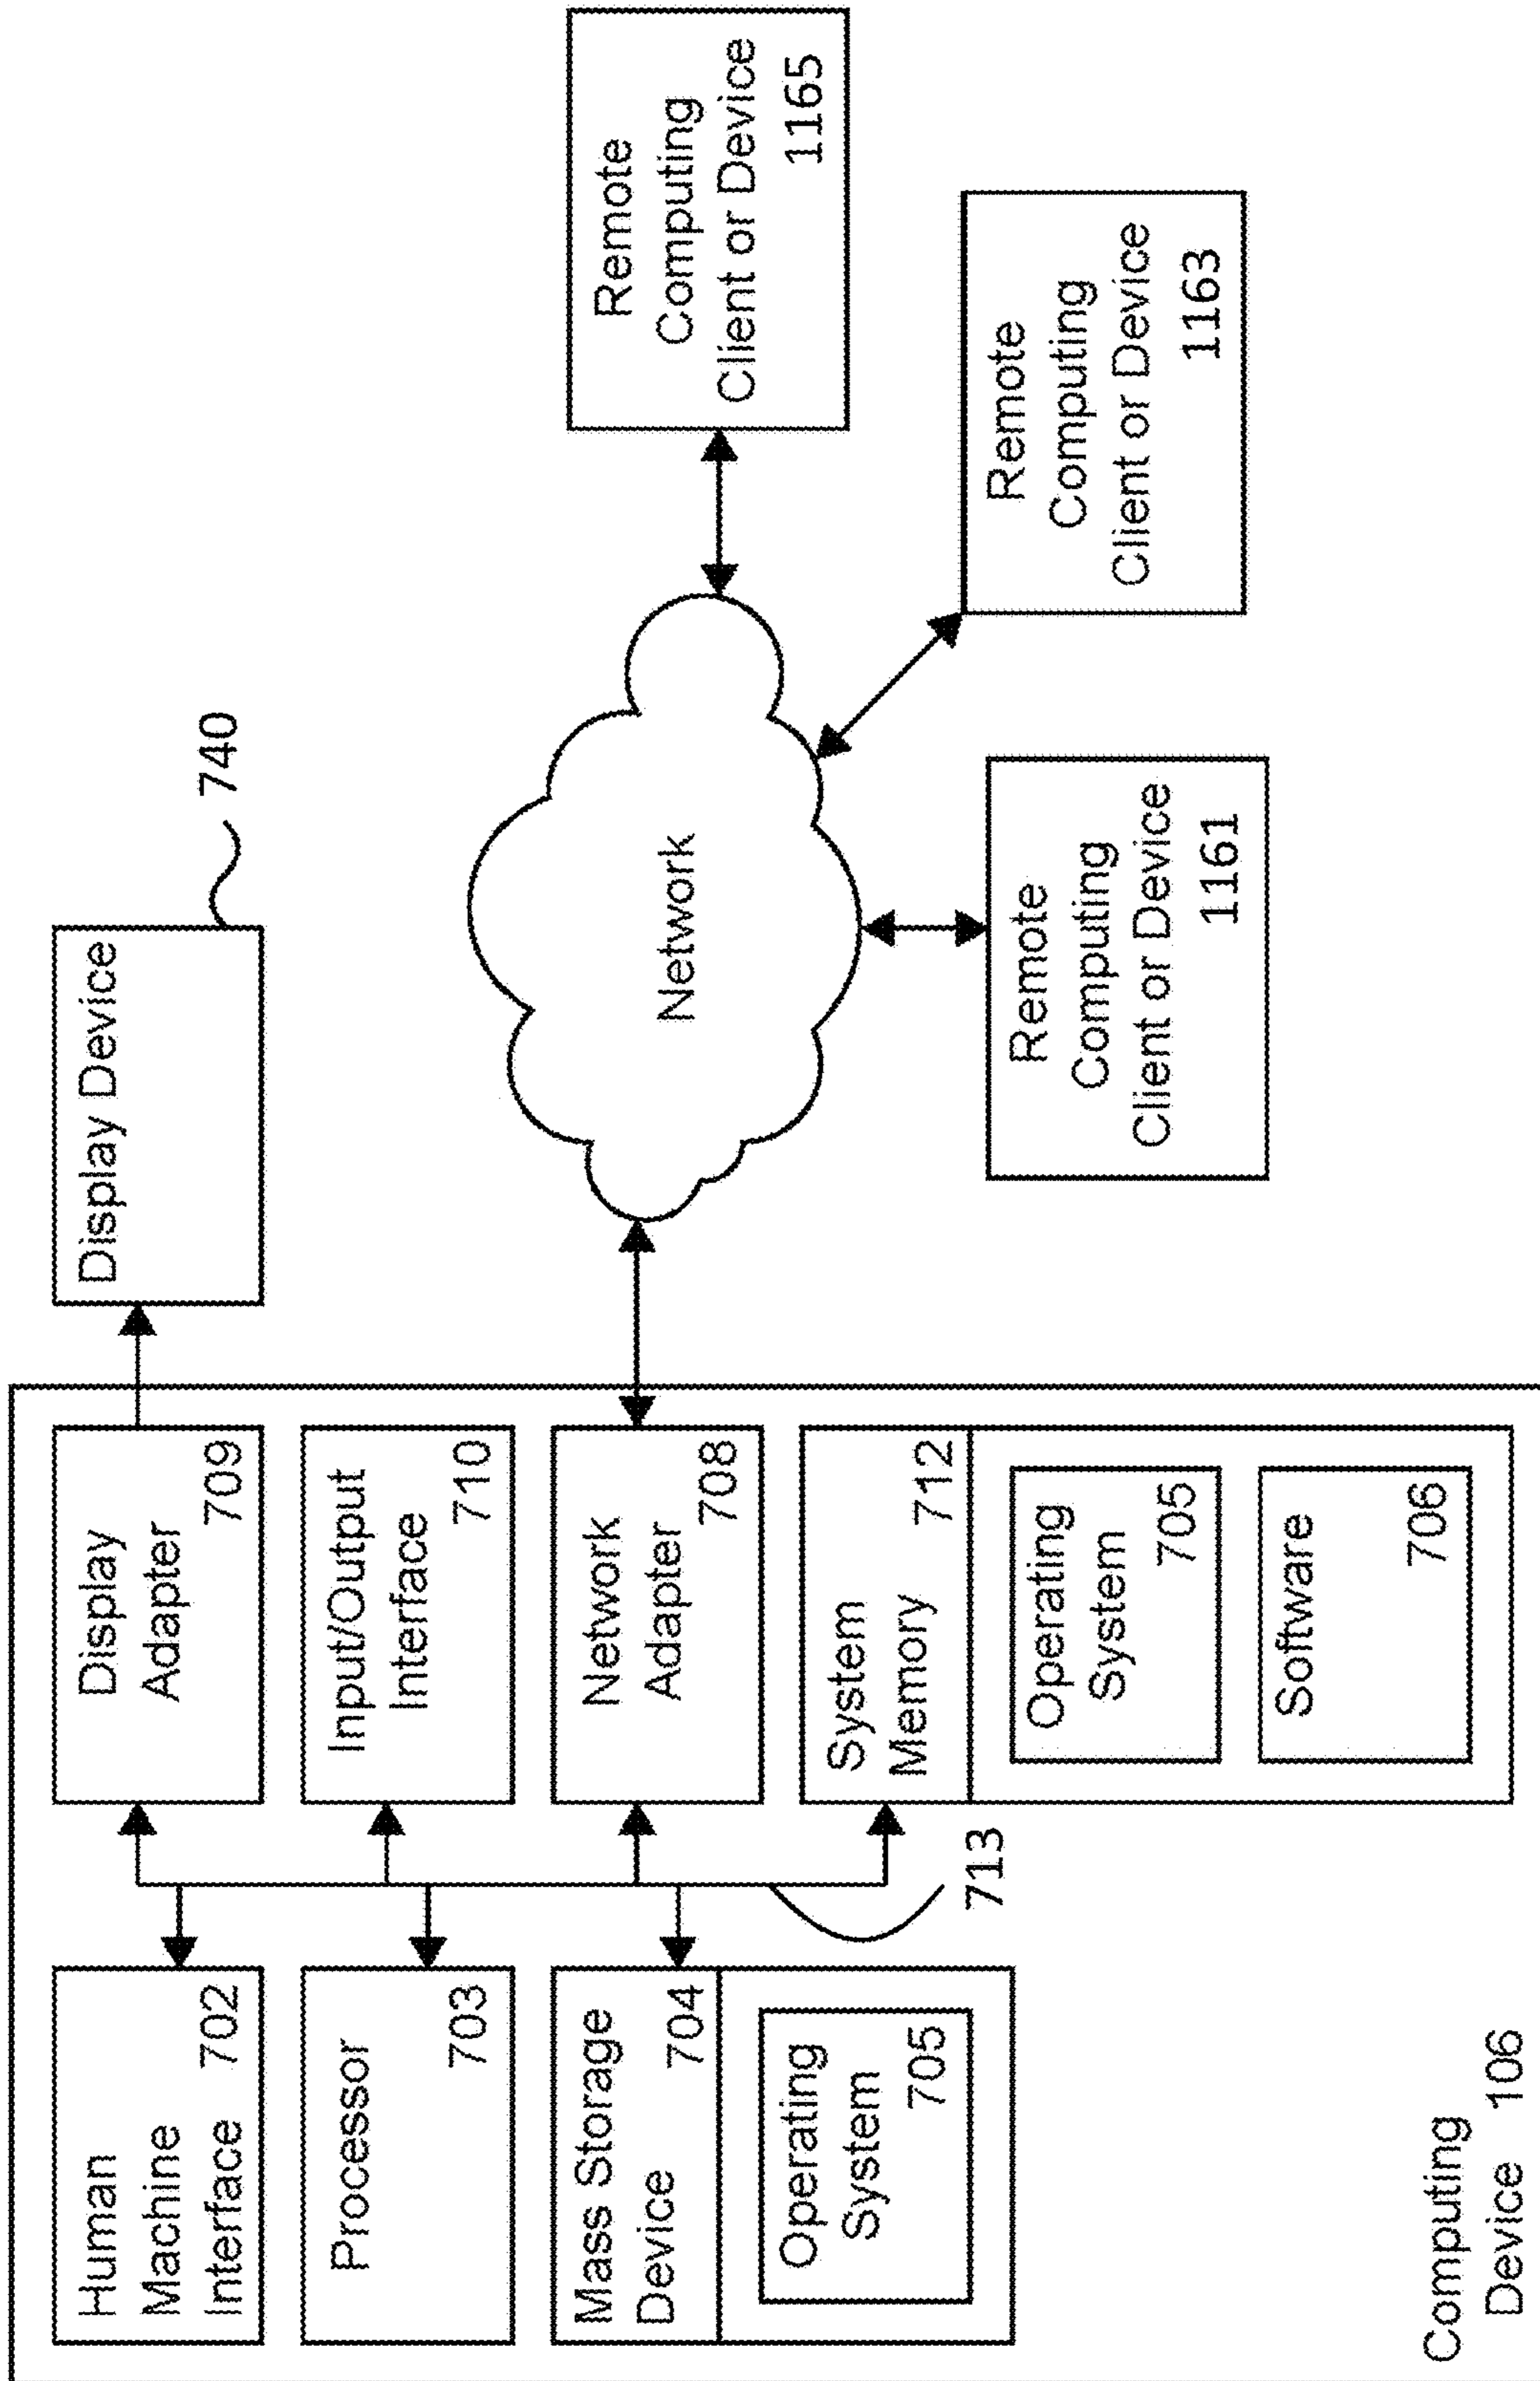 Human
Machine
Interface 702
Processor
703
Mass Storage
Device 704
Operating
System
705
Computing
Device 106
713
Display
Adapter
709
Input/Output
Interface
710
Network
Adapter
708
System
Memory 712
Operating
System
705
Software
706
Display Device
740
Network
Remote
Computing
Client or Device
1161
Remote
Computing
Client or Device
1163
Remote
Computing
Client or Device
1165